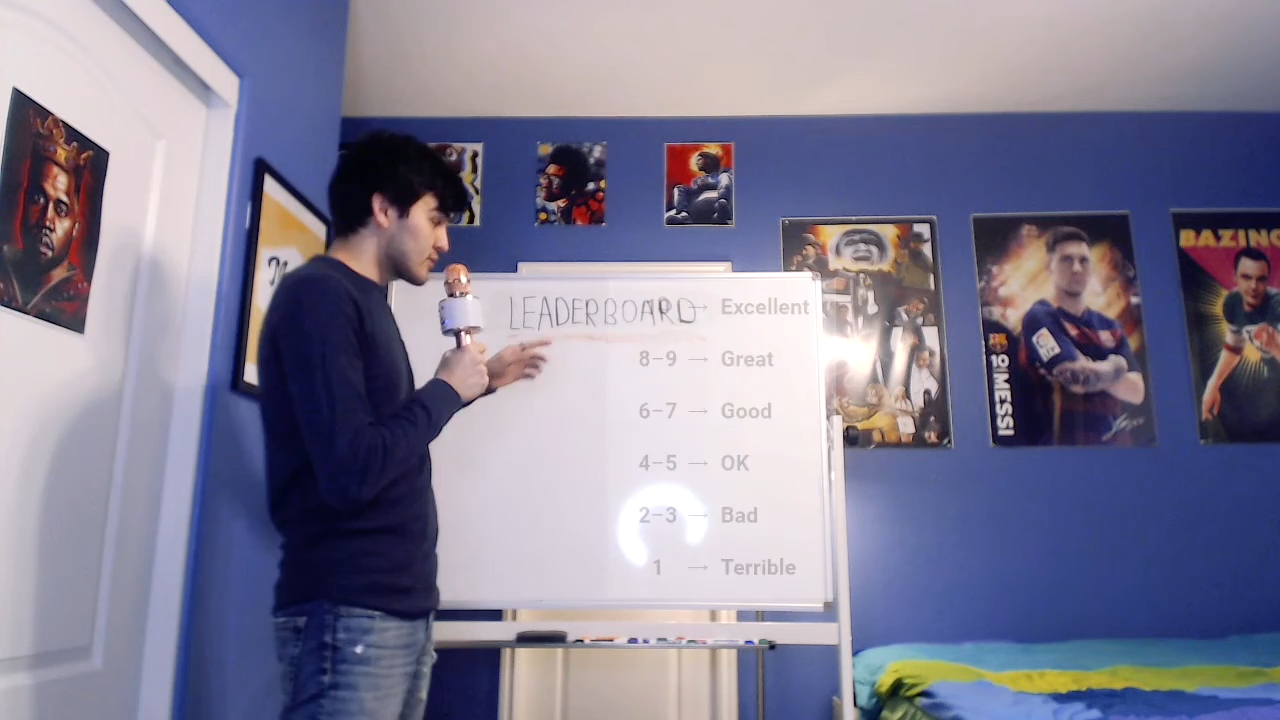 LEADERBOARD
→ Excellent
8–9 → Great
6–7 → Good
4–5 → OK
2–3 → Bad
1 → Terrible
10 MESSI
BAZING